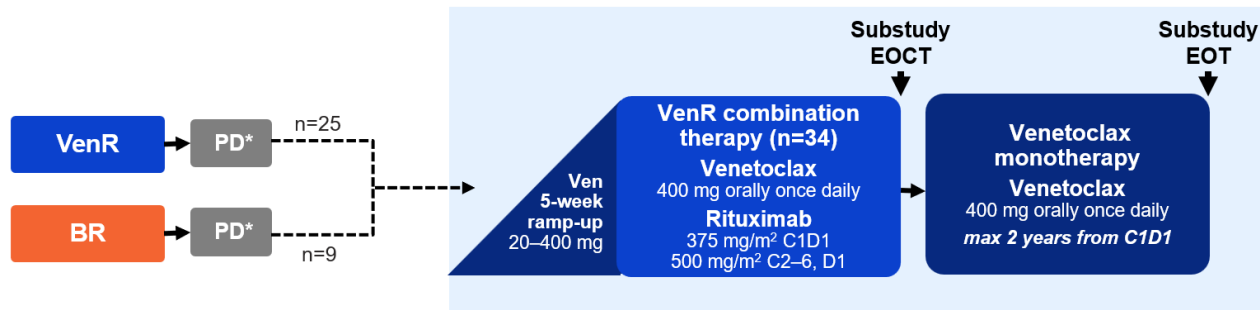 VenR
PD*
n=25
BR
PD*
n=9
Ven
5-week
ramp-up
20–400 mg
VenR combination
therapy (n=34)
Venetoclax
400 mg orally once daily
Rituximab
375 mg/m² C1D1
500 mg/m² C2–6, D1
Substudy
EOCT
Venetoclax
monotherapy
Venetoclax
400 mg orally once daily
max 2 years from C1D1
Substudy
EOT